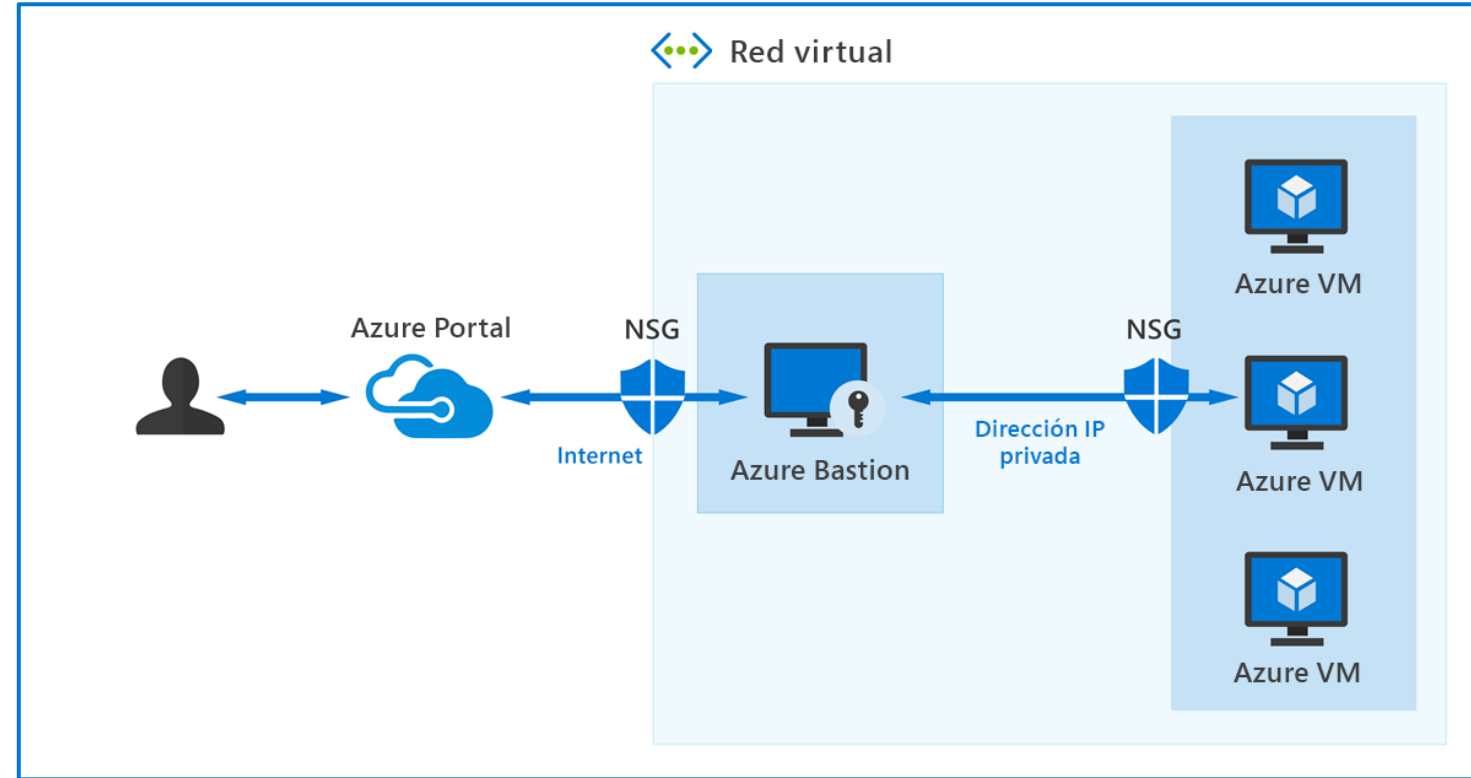 Red virtual
Azure VM
Azure Portal
NSG
NSG
Internet
Azure Bastion
Dirección IP
privada
Azure VM
Azure VM